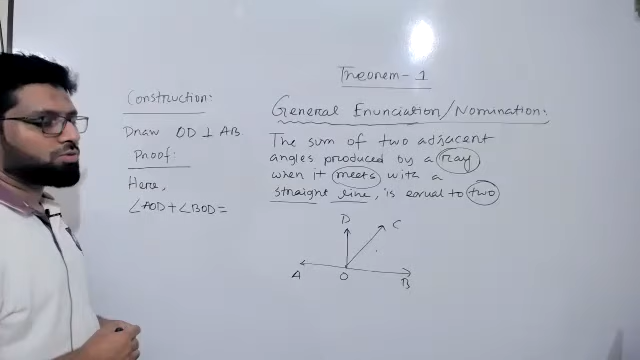 Theorem - 1
Construction:
General Enunciation/Nomination:
Draw OD ⊥ AB
The sum of two adjacent
Proof:
angles produced by a ray
Here,
when it meets with a
∠AOD + ∠BOD =
straight line, is equal to two
D
C
A
O
B